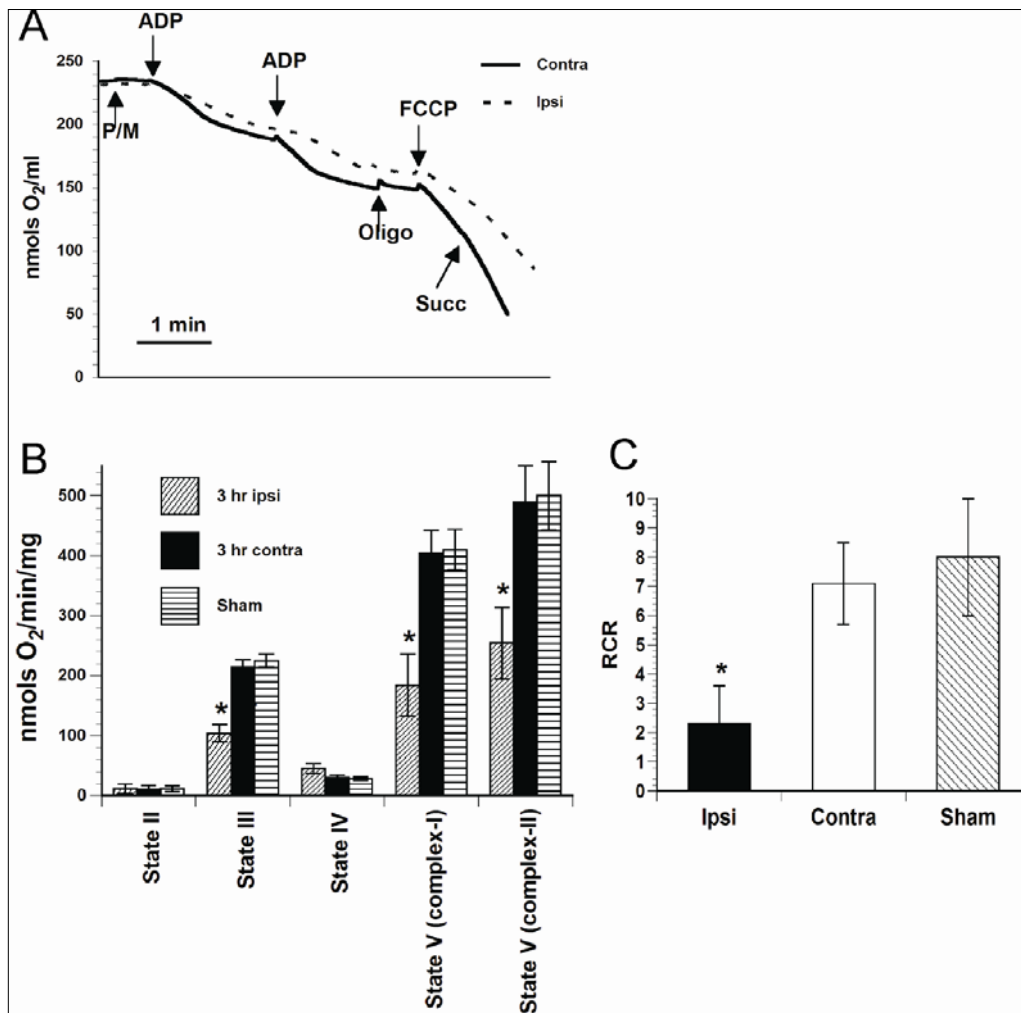 A
ADP
ADP
FCCP
P/M
Oligo
Succ
1 min
Contra
Ipsi
nmols O₂/ml
250
200
150
100
50
0
B
3 hr ipsi
3 hr contra
Sham
nmols O₂/min/mg
500
400
300
200
100
0
*
*
*
State II
State III
State IV
State V (complex-I)
State V (complex-II)
C
RCR
10
9
8
7
6
5
4
3
2
1
0
*
Ipsi
Contra
Sham